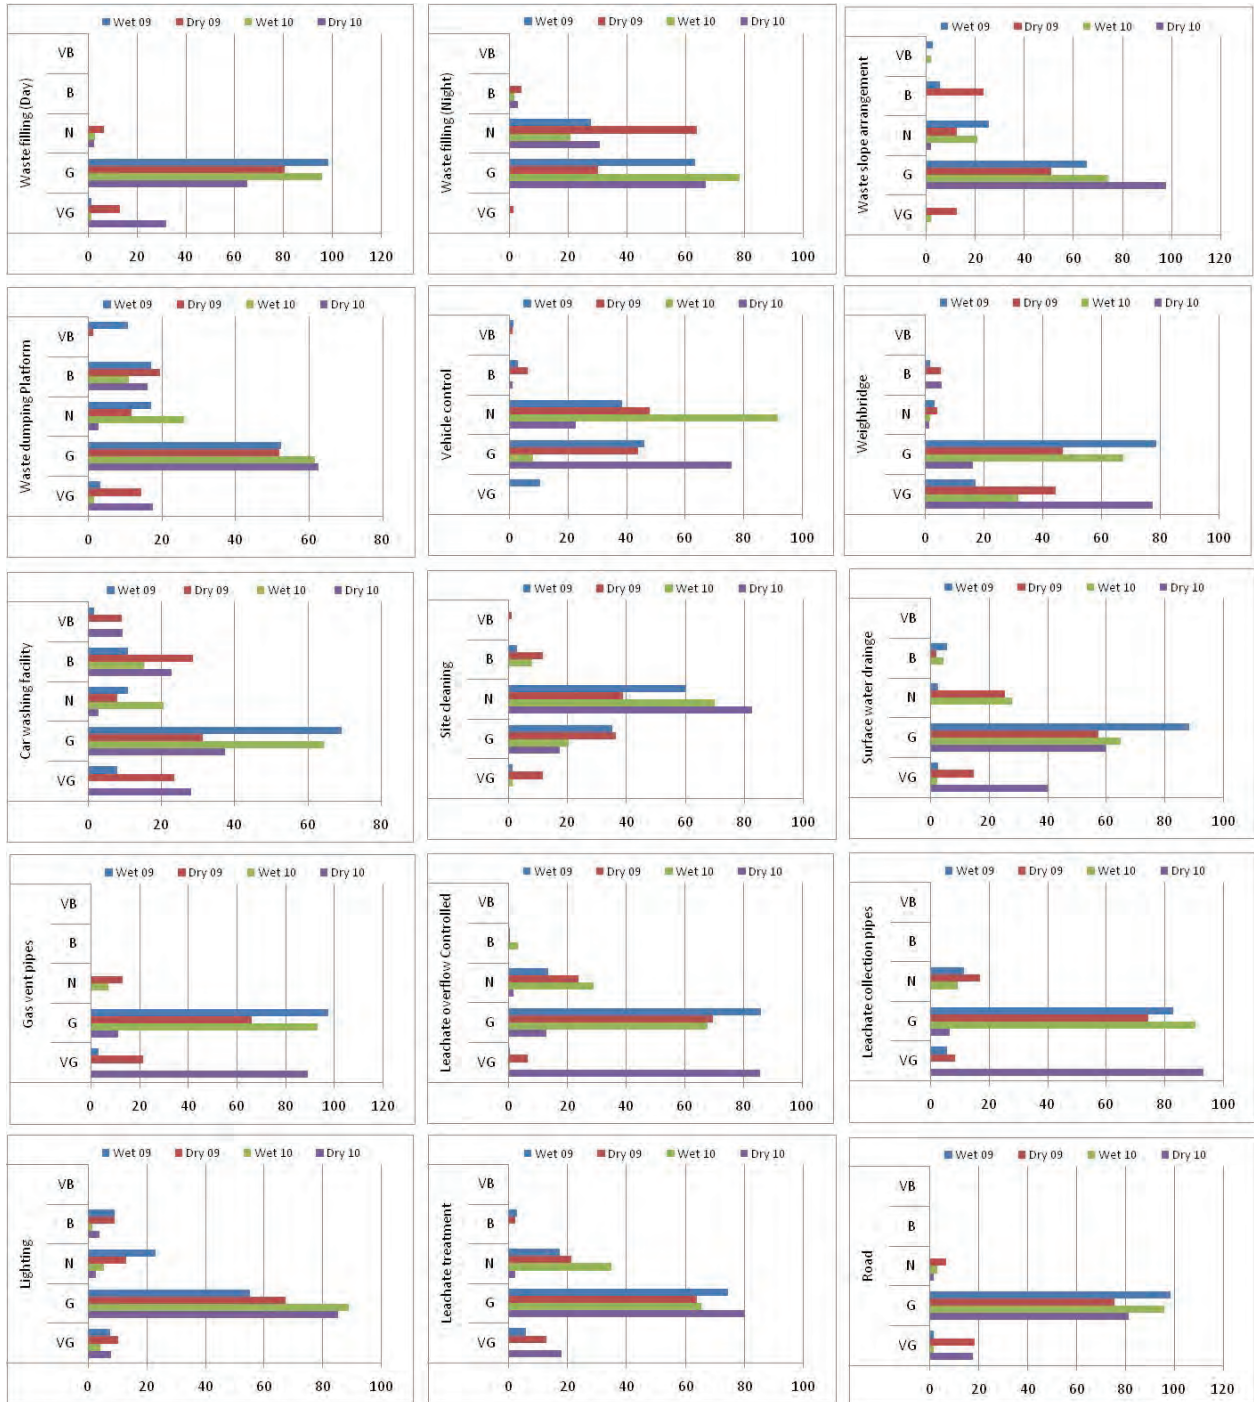 Wet 09 Dry 09 Wet 10 Dry 10
Waste filling (Day)
VB
B
N
G
VG
0 20 40 60 80 100 120
Wet 09 Dry 09 Wet 10 Dry 10
Waste filling (Night)
VB
B
N
G
VG
0 20 40 60 80 100
Wet 09 Dry 09 Wet 10 Dry 10
Waste slope arrangement
VB
B
N
G
VG
0 20 40 60 80 100 120
Wet 09 Dry 09 Wet 10 Dry 10
Waste dumping Platform
VB
B
N
G
VG
0 20 40 60 80
Wet 09 Dry 09 Wet 10 Dry 10
Vehicle control
VB
B
N
G
VG
0 20 40 60 80 100
Wet 09 Dry 09 Wet 10 Dry 10
Weighbridge
VB
B
N
G
VG
0 20 40 60 80 100
Wet 09 Dry 09 Wet 10 Dry 10
Car washing facility
VB
B
N
G
VG
0 20 40 60 80
Wet 09 Dry 09 Wet 10 Dry 10
Site cleaning
VB
B
N
G
VG
0 20 40 60 80 100
Wet 09 Dry 09 Wet 10 Dry 10
Surface water drainge
VB
B
N
G
VG
0 20 40 60 80 100
Wet 09 Dry 09 Wet 10 Dry 10
Gas vent pipes
VB
B
N
G
VG
0 20 40 60 80 100 120
Wet 09 Dry 09 Wet 10 Dry 10
Leachate overflow Controlled
VB
B
N
G
VG
0 20 40 60 80 100
Wet 09 Dry 09 Wet 10 Dry 10
Leachate collection pipes
VB
B
N
G
VG
0 20 40 60 80 100
Wet 09 Dry 09 Wet 10 Dry 10
Lighting
VB
B
N
G
VG
0 20 40 60 80 100
Wet 09 Dry 09 Wet 10 Dry 10
Leachate treatment
VB
B
N
G
VG
0 20 40 60 80 100
Wet 09 Dry 09 Wet 10 Dry 10
Road
VB
B
N
G
VG
0 20 40 60 80 100 120